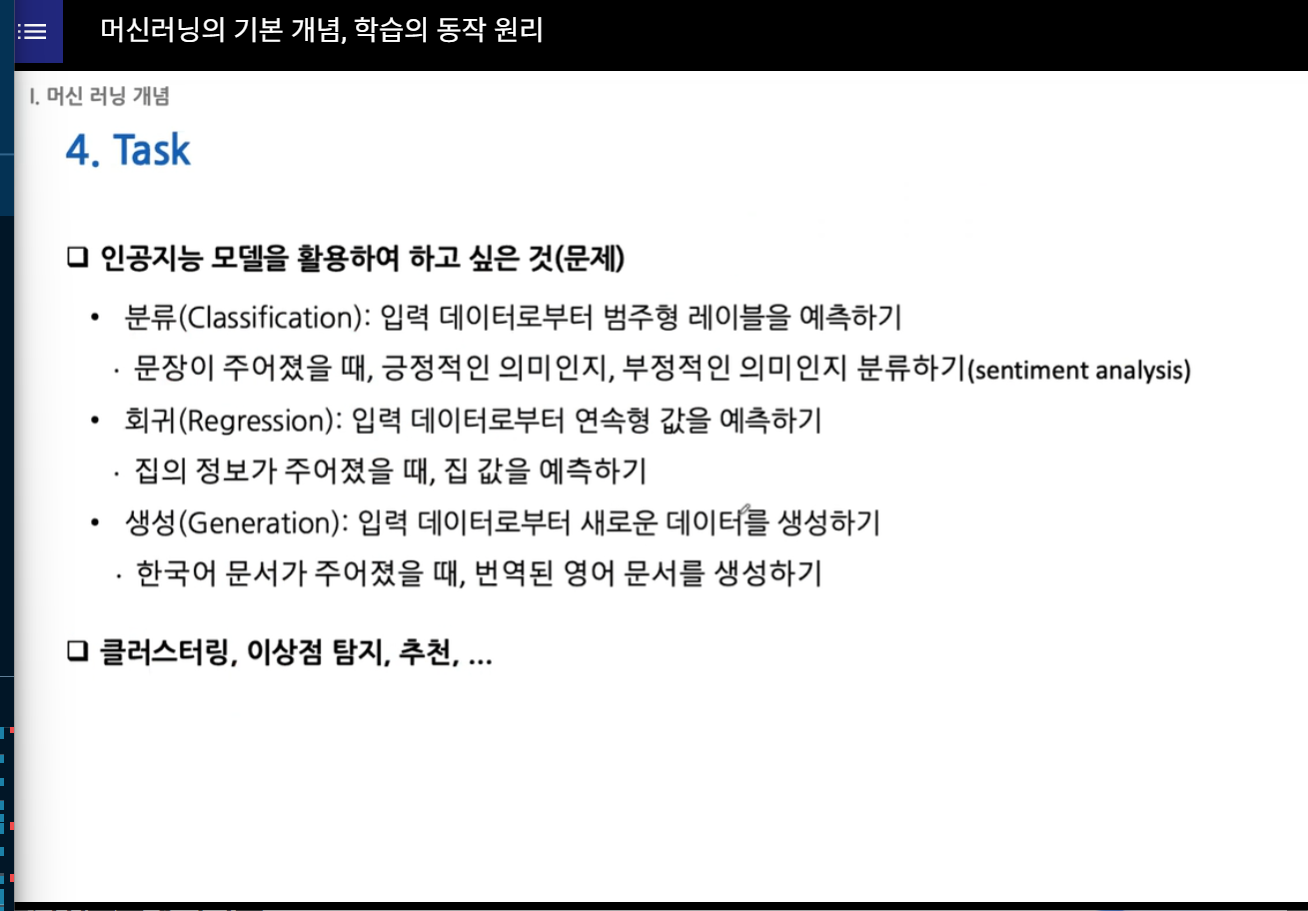 머신러닝의 기본 개념, 학습의 동작 원리
I. 머신 러닝 개념
4. Task
❑ 인공지능 모델을 활용하여 하고 싶은 것(문제)
• 분류(Classification): 입력 데이터로부터 범주형 레이블을 예측하기
· 문장이 주어졌을 때, 긍정적인 의미인지, 부정적인 의미인지 분류하기(sentiment analysis)
• 회귀(Regression): 입력 데이터로부터 연속형 값을 예측하기
· 집의 정보가 주어졌을 때, 집 값을 예측하기
• 생성(Generation): 입력 데이터로부터 새로운 데이터를 생성하기
· 한국어 문서가 주어졌을 때, 번역된 영어 문서를 생성하기
❑ 클러스터링, 이상점 탐지, 추천, ...